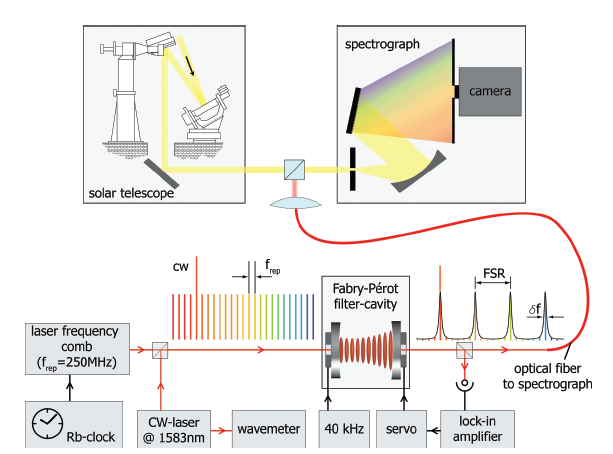 spectrograph
camera
solar telescope
CW
f_rep
Fabry-Pérot
filter-cavity
FSR
δf
laser frequency
comb
(f_rep=250MHz)
optical fiber
to spectrograph
Rb-clock
CW-laser
@ 1583nm
wavemeter
40 kHz
servo
lock-in
amplifier